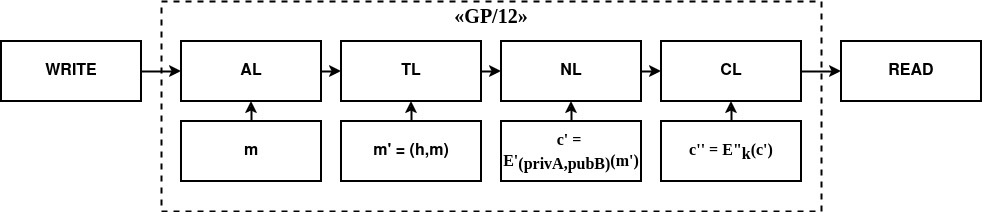 «GP/12»
WRITE
AL
TL
NL
CL
READ
m
m' = (h,m)
c' =
E'(privA,pubB)(m')
c'' = E''k(c')